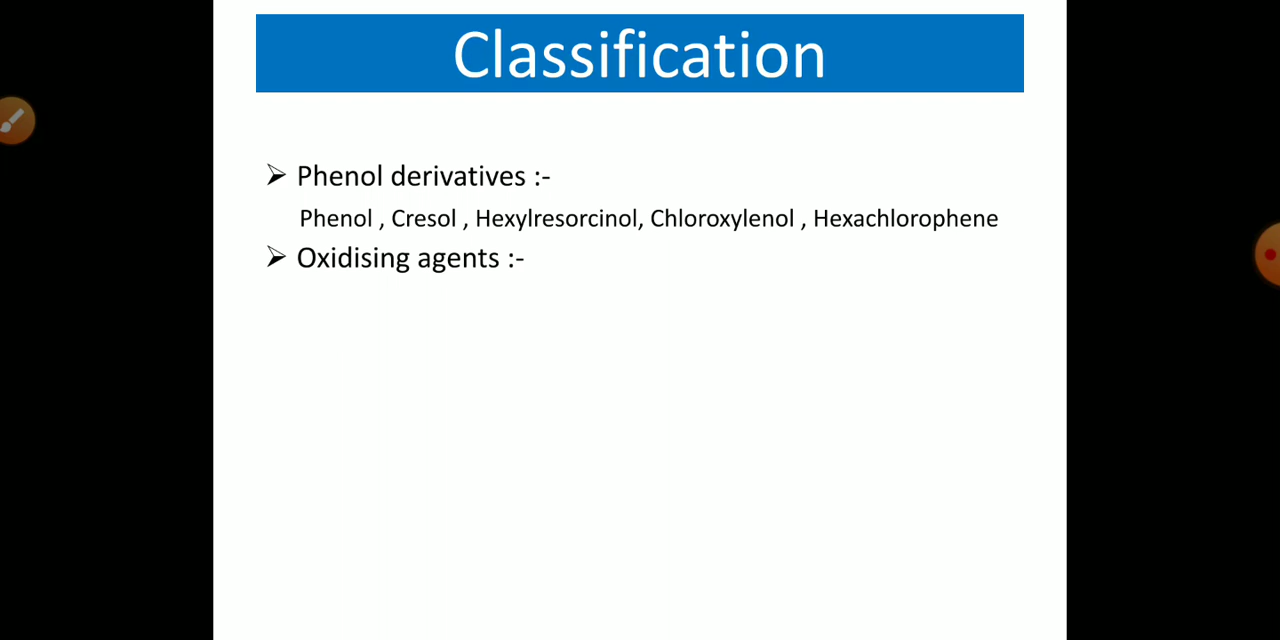 Classification
➢ Phenol derivatives :-
Phenol , Cresol , Hexylresorcinol, Chloroxylenol , Hexachlorophene
➢ Oxidising agents :-